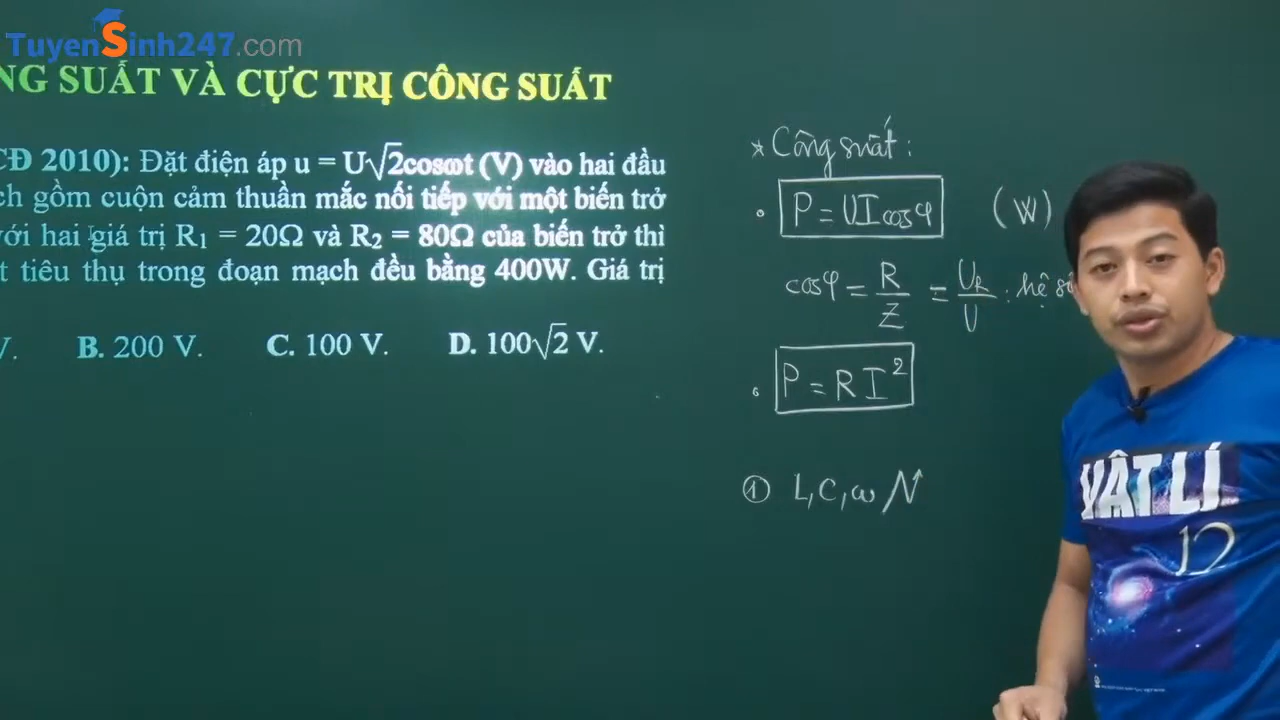 TuyenSinh247.com
NG SUẤT VÀ CỰC TRỊ CÔNG SUẤT
CĐ 2010): Đặt điện áp u = U√2cosωt (V) vào hai đầu
ch gồm cuộn cảm thuần mắc nối tiếp với một biến trở
với hai giá trị R₁ = 20Ω và R₂ = 80Ω của biến trở thì
t tiêu thụ trong đoạn mạch đều bằng 400W. Giá trị
V. B. 200 V. C. 100 V. D. 100√2 V.
* Công suất:
P = UIcosφ (W)
cosφ = R/Z = U_R/U : hệ số
P = RI²
① L, C, ω
VẬT LÍ
12